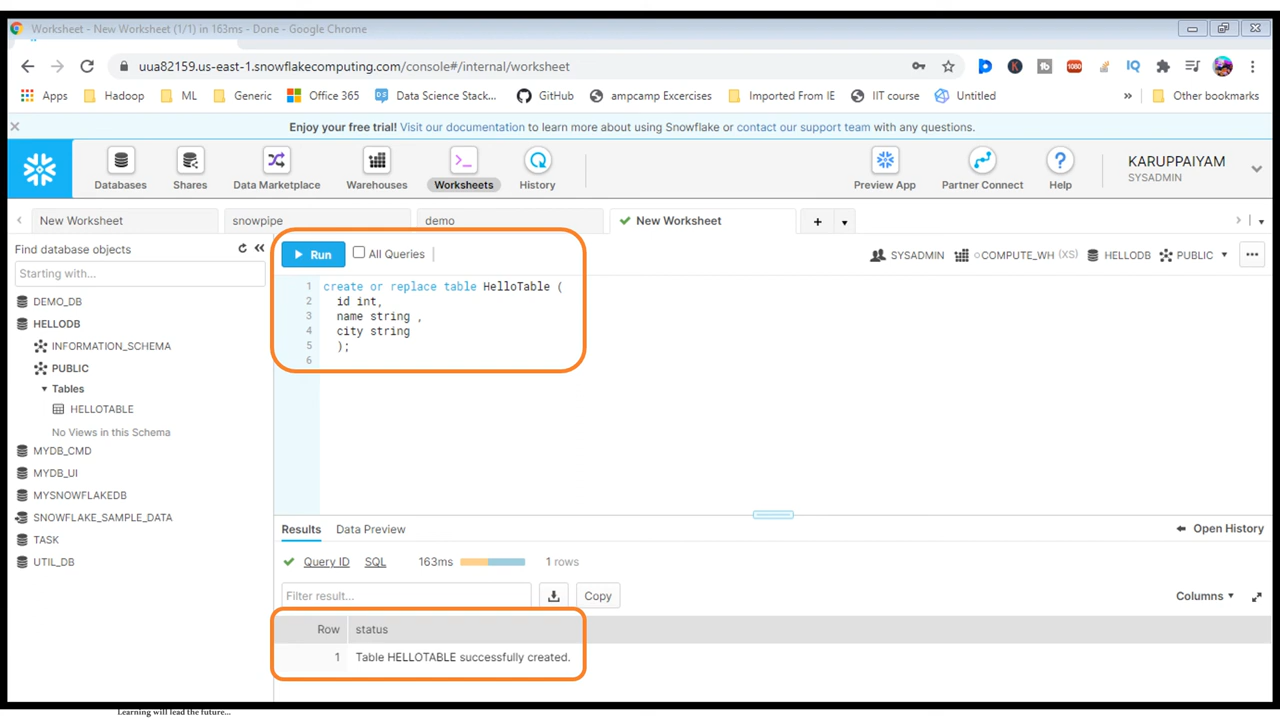 Worksheet - New Worksheet (1/1) in 163ms - Done - Google Chrome
uua82159.us-east-1.snowflakecomputing.com/console#/internal/worksheet
Apps Hadoop ML Generic Office 365 Data Science Stack... GitHub ampcamp Excercises Imported From IE IIT course Untitled » Other bookmarks
Enjoy your free trial! Visit our documentation to learn more about using Snowflake or contact our support team with any questions.
Databases Shares Data Marketplace Warehouses Worksheets History Preview App Partner Connect Help
KARUPPAIYAM
SYSADMIN
New Worksheet snowpipe demo New Worksheet +
Find database objects
Starting with...
DEMO_DB
HELLODB
INFORMATION_SCHEMA
PUBLIC
Tables
HELLOTABLE
No Views in this Schema
MYDB_CMD
MYDB_UI
MYSNOWFLAKEDB
SNOWFLAKE_SAMPLE_DATA
TASK
UTIL_DB
Run All Queries SYSADMIN COMPUTE_WH (XS) HELLODB PUBLIC ...
1 create or replace table HelloTable (
2 id int,
3 name string ,
4 city string
5 );
6
Results Data Preview Open History
Query ID SQL 163ms 1 rows
Filter result... Copy Columns
Row status
1 Table HELLOTABLE successfully created.
Learning will lead the future...